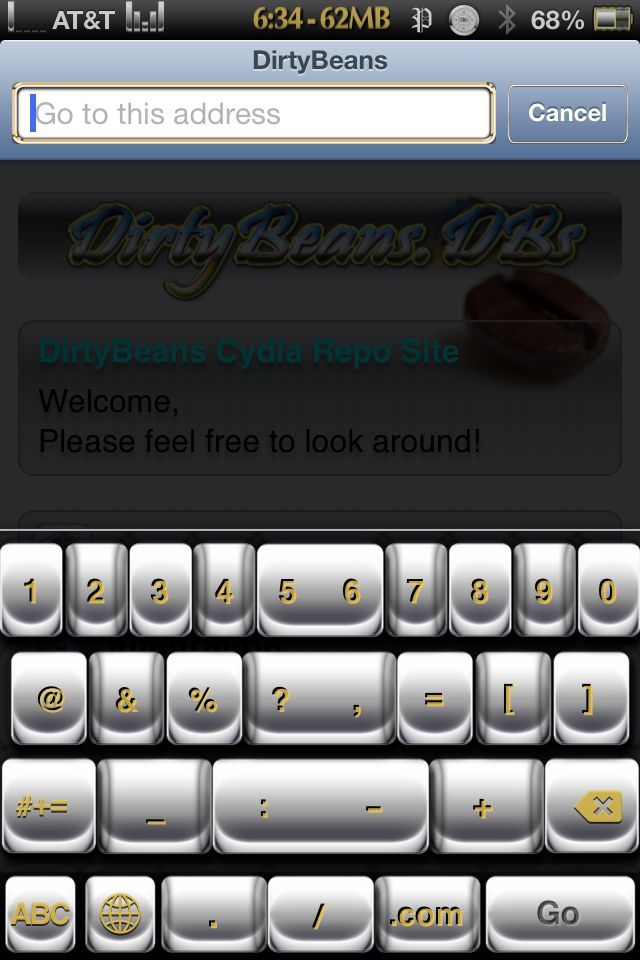 AT&T 6:34 - 62MB 68%
DirtyBeans
Go to this address Cancel
DirtyBeans.DBs
DirtyBeans Cydia Repo Site
Welcome,
Please feel free to look around!
1 2 3 4 5 6 7 8 9 0
@ & % ? , = [ ]
#+= _ : - +
ABC . / .com Go